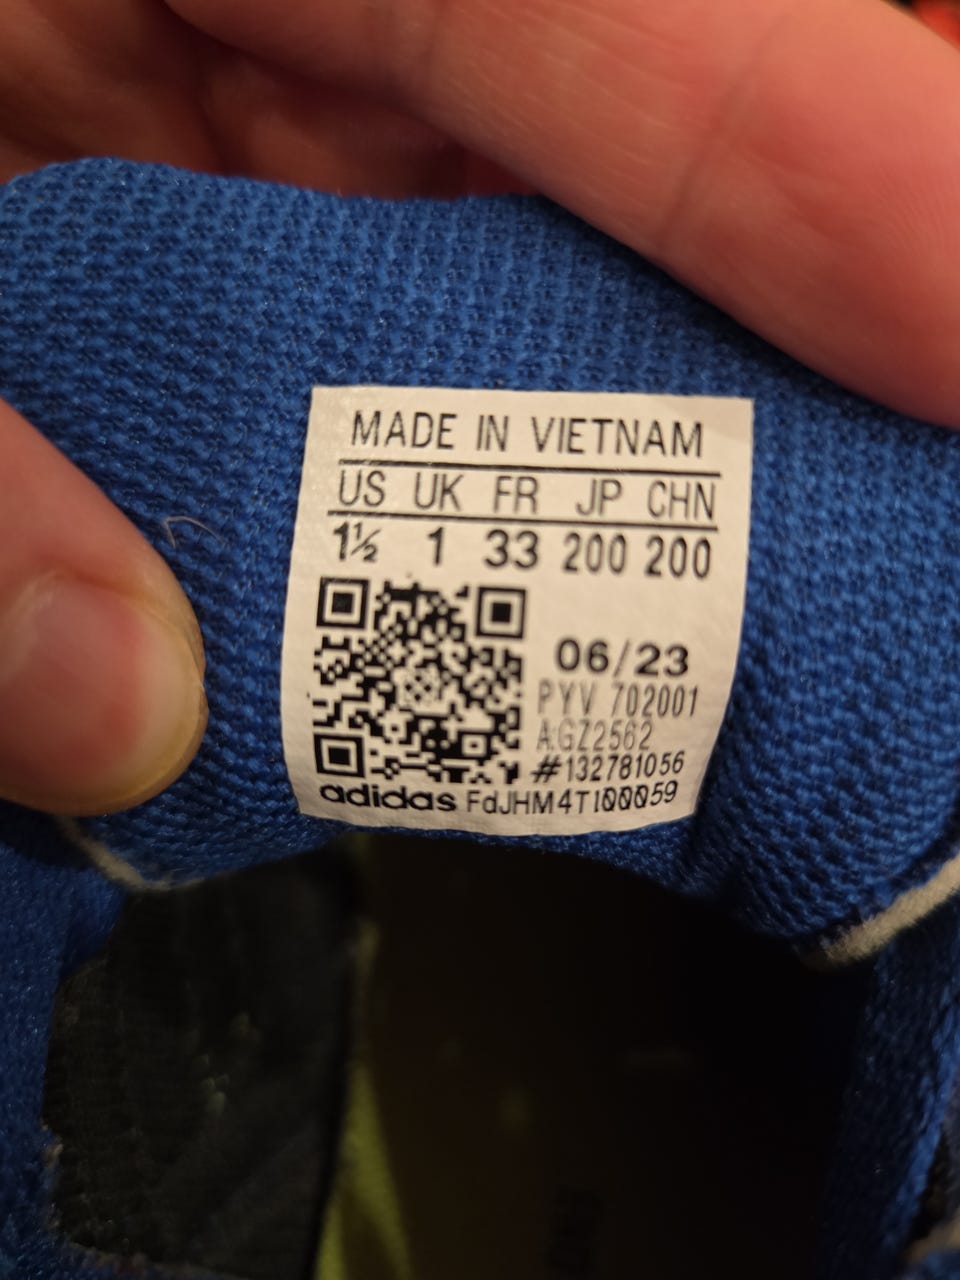 MADE IN VIETNAM
US UK FR JP CHN
1½ 1 33 200 200
06/23
PYV 702001
A:GZ2562
#132781056
adidas FdJHM4T100059